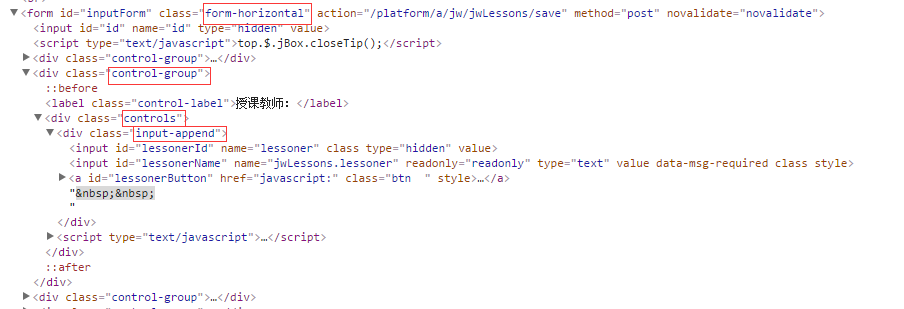 ▼<form id="inputForm" class="form-horizontal" action="/platform/a/jw/jwLessons/save" method="post" novalidate="novalidate">
<input id="id" name="id" type="hidden" value>
<script type="text/javascript">top.$.jBox.closeTip();</script>
▶<div class="control-group">…</div>
▼<div class="control-group">
::before
<label class="control-label">授课教师：</label>
▼<div class="controls">
▼<div class="input-append">
<input id="lessonerId" name="lessoner" class type="hidden" value>
<input id="lessonerName" name="jwLessons.lessoner" readonly="readonly" type="text" value data-msg-required class style>
▶<a id="lessonerButton" href="javascript:" class="btn  " style>…</a>
"&nbsp;&nbsp;
"
</div>
▶<script type="text/javascript">…</script>
</div>
::after
</div>
▶<div class="control-group">…</div>